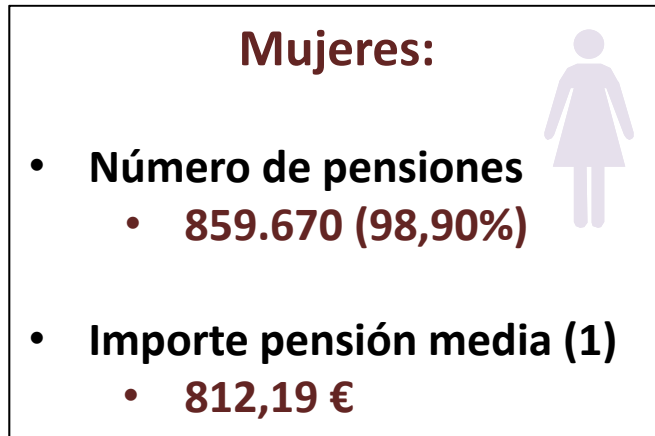 Mujeres:
• Número de pensiones
• 859.670 (98,90%)
• Importe pensión media (1)
• 812,19 €